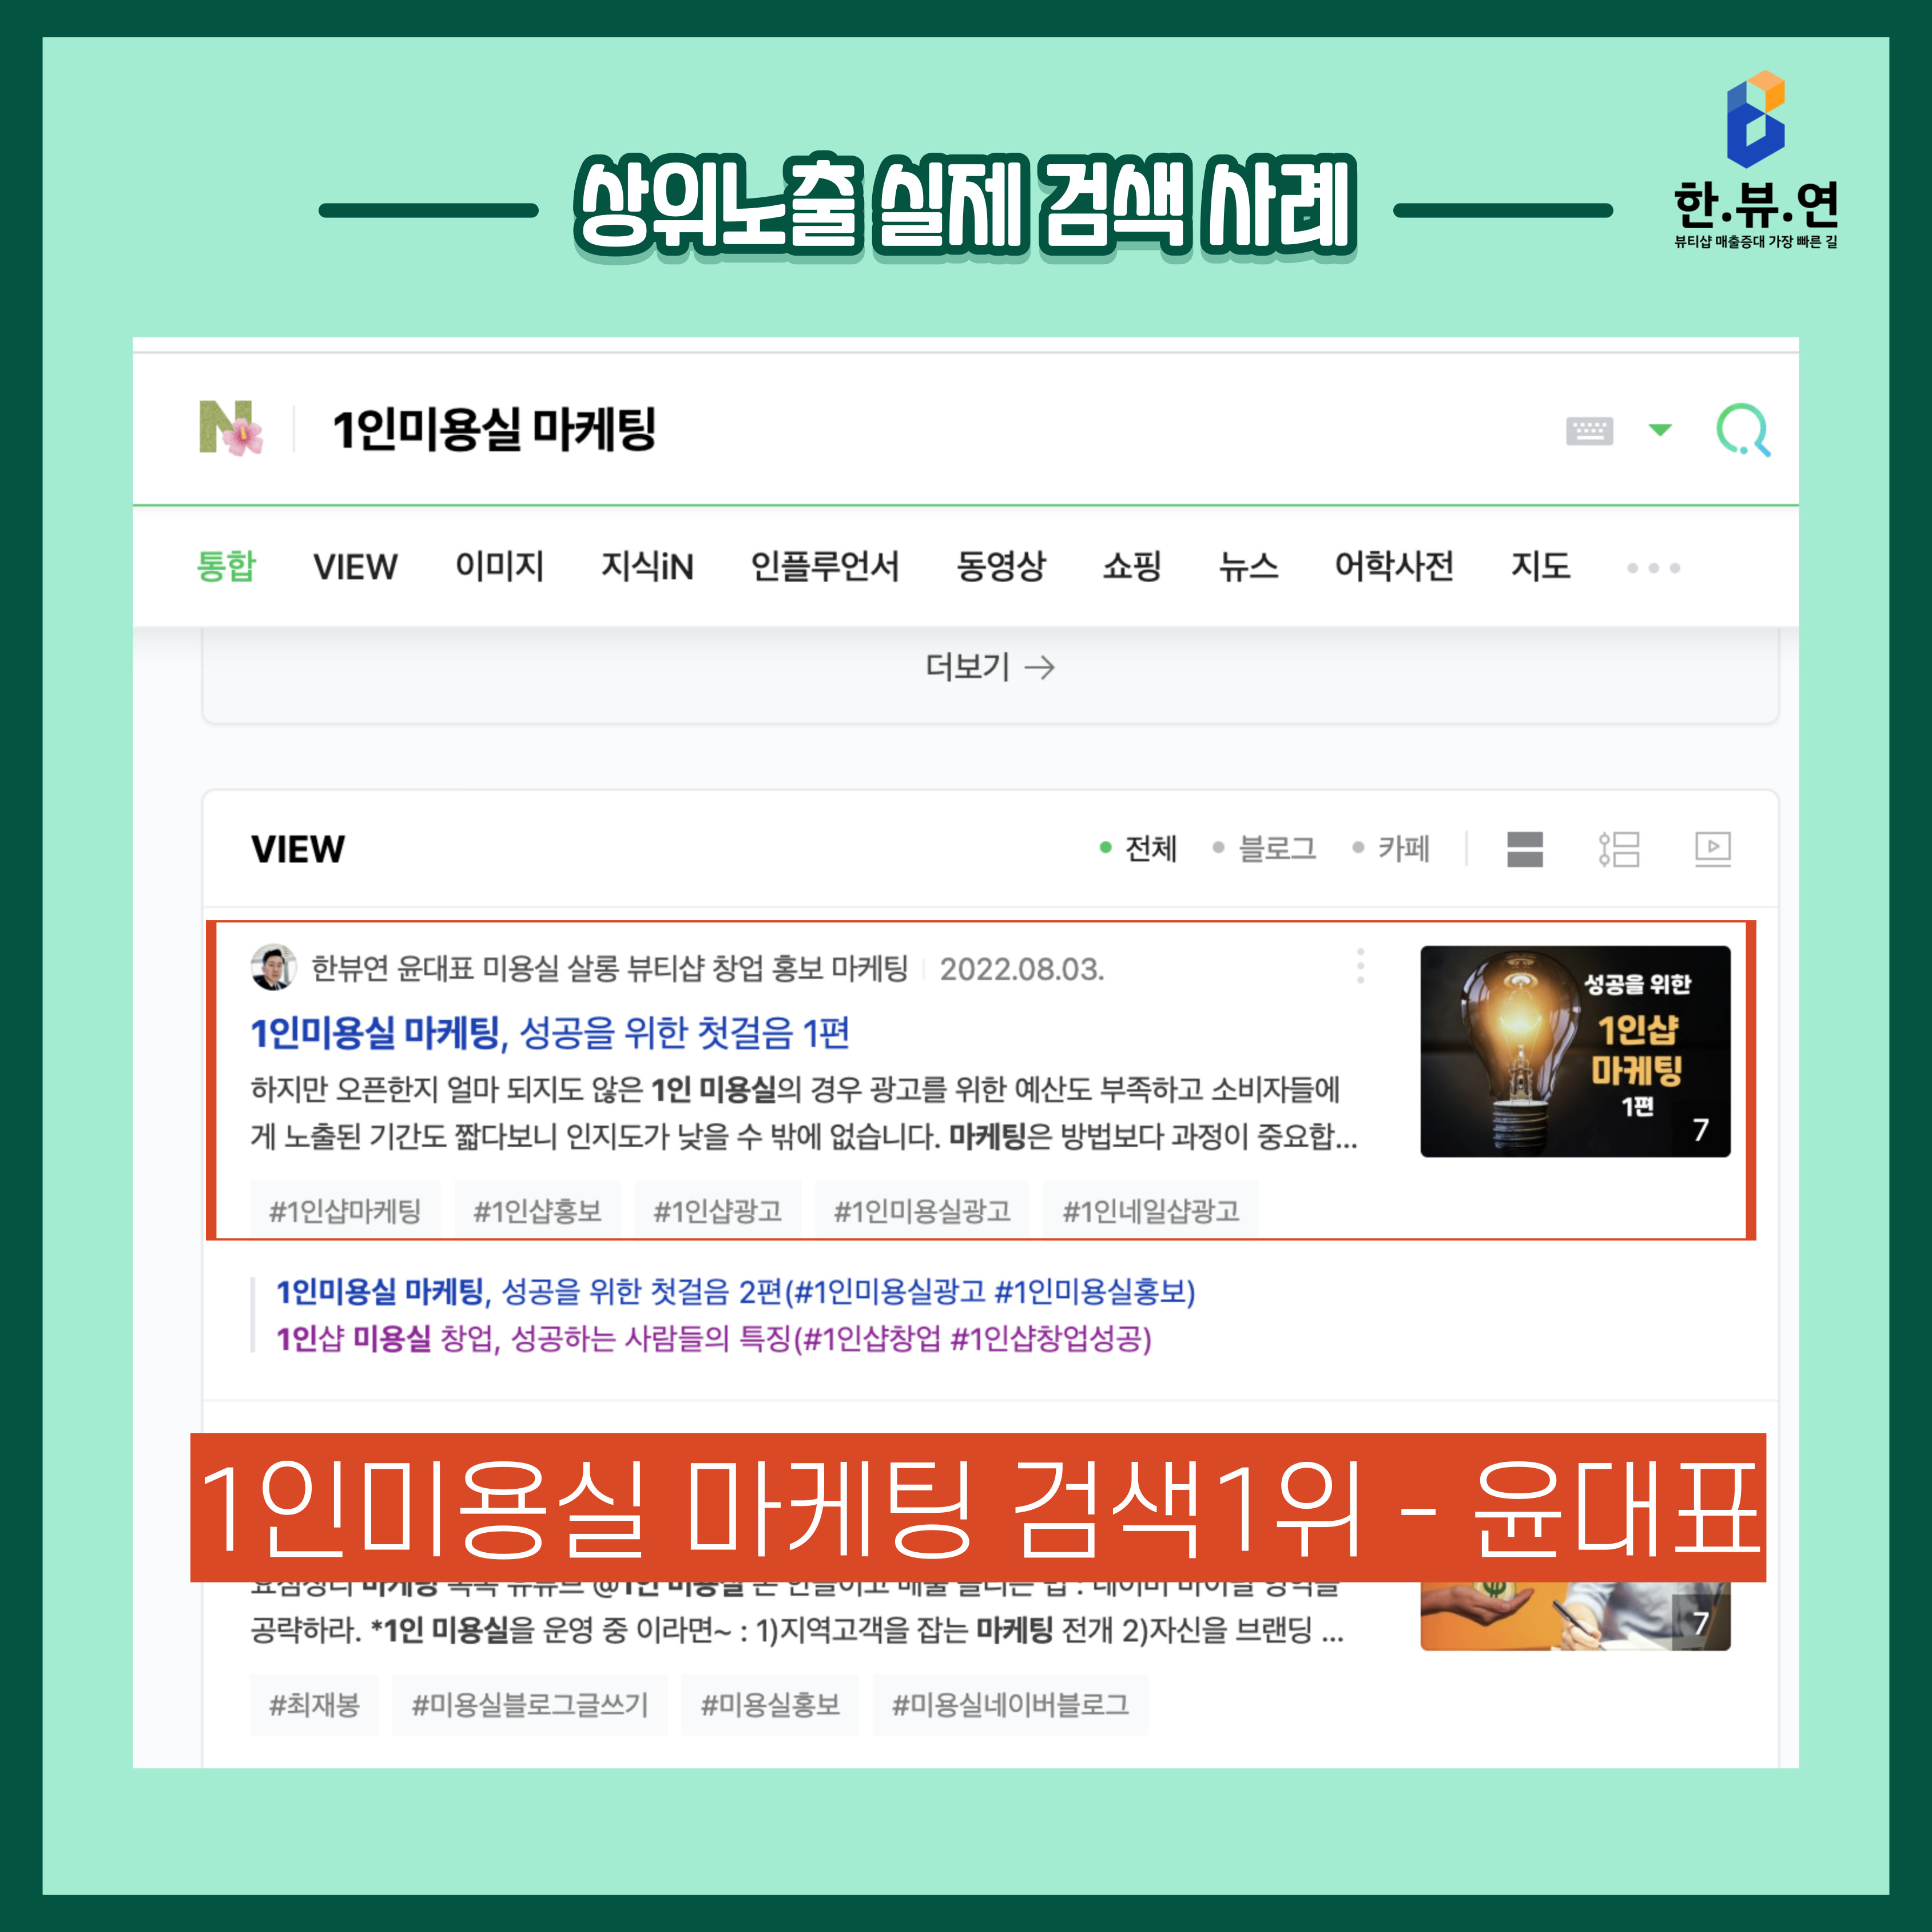 상위노출 실제 검색 사례
한.뷰.연
뷰티샵 매출증대 가장 빠른 길
1인미용실 마케팅
통합 VIEW 이미지 지식iN 인플루언서 동영상 쇼핑 뉴스 어학사전 지도
더보기
VIEW
전체 블로그 카페
한뷰연 윤대표 미용실 살롱 뷰티샵 창업 홍보 마케팅 2022.08.03.
1인미용실 마케팅, 성공을 위한 첫걸음 1편
하지만 오픈한지 얼마 되지도 않은 1인 미용실의 경우 광고를 위한 예산도 부족하고 소비자들에
게 노출된 기간도 짧다보니 인지도가 낮을 수 밖에 없습니다. 마케팅은 방법보다 과정이 중요합...
성공을 위한
1인샵
마케팅
1편
7
#1인샵마케팅 #1인샵홍보 #1인샵광고 #1인미용실광고 #1인네일샵광고
1인미용실 마케팅, 성공을 위한 첫걸음 2편(#1인미용실광고 #1인미용실홍보)
1인샵 미용실 창업, 성공하는 사람들의 특징(#1인샵창업 #1인샵창업성공)
1인미용실 마케팅 검색1위 - 윤대표
공략하라. *1인 미용실을 운영 중 이라면~ : 1)지역고객을 잡는 마케팅 전개 2)자신을 브랜딩 ...
7
#최재봉 #미용실블로그글쓰기 #미용실홍보 #미용실네이버블로그